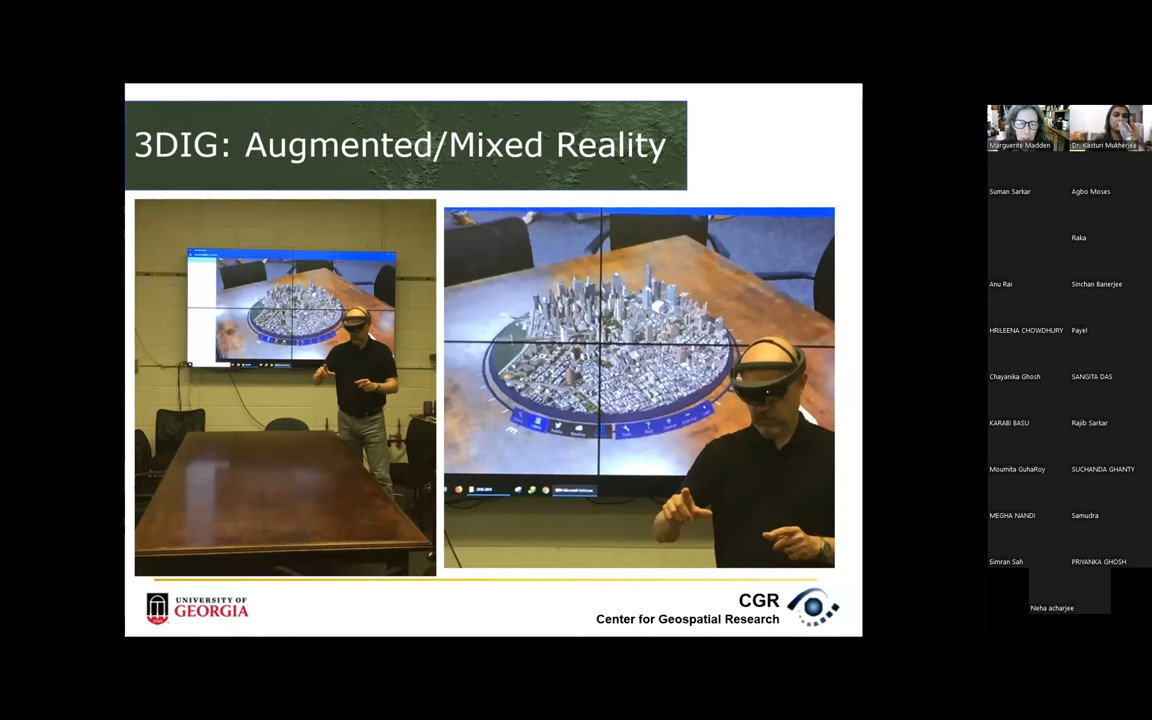 3DIG: Augmented/Mixed Reality
UNIVERSITY OF
GEORGIA
CGR
Center for Geospatial Research
Marguerite Madden
Dr. Kasturi Mukherjee
Suman Sarkar
Agbo Moses
Raka
Anu Rai
Sinchan Banerjee
HRILEENA CHOWDHURY
Payel
Chayanika Ghosh
SANGITA DAS
KARABI BASU
Rajib Sarkar
Moumita GuhaRoy
SUCHANDA GHANTY
MEGHA NANDI
Samudra
Simran Sah
PRIYANKA GHOSH
Neha acharjee